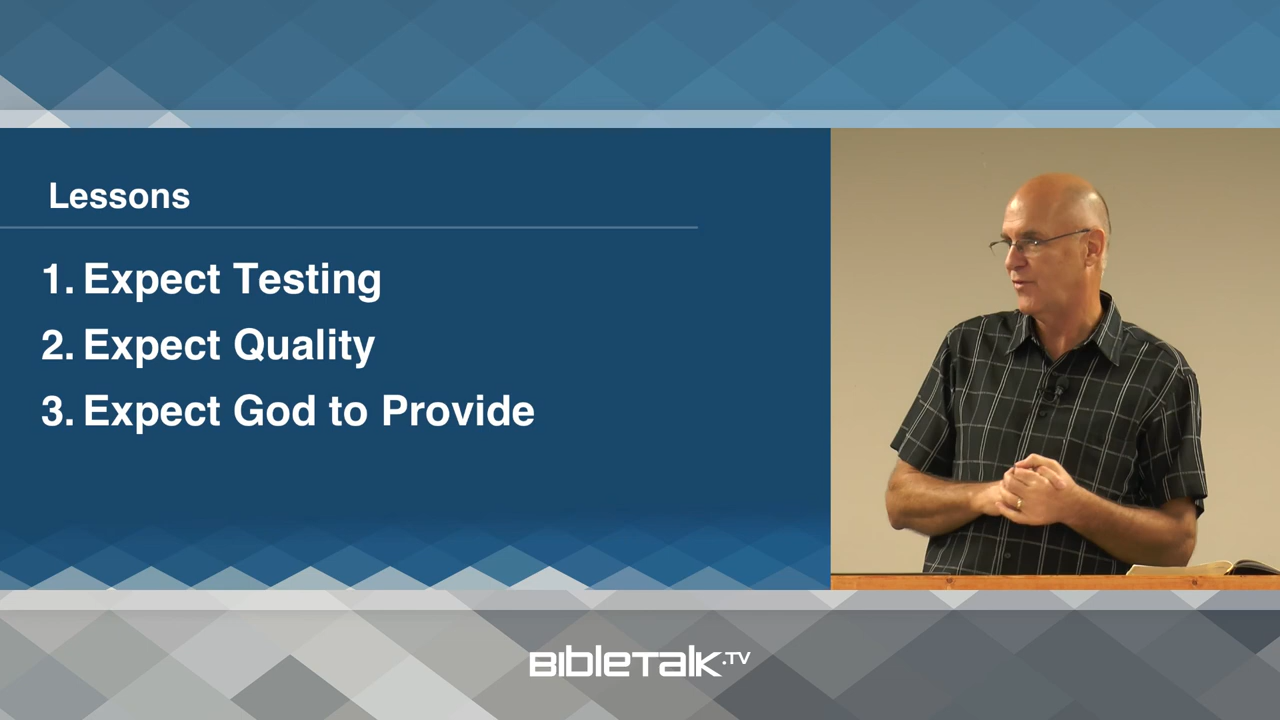 Lessons
1. Expect Testing
2. Expect Quality
3. Expect God to Provide
BIBLETALK.TV